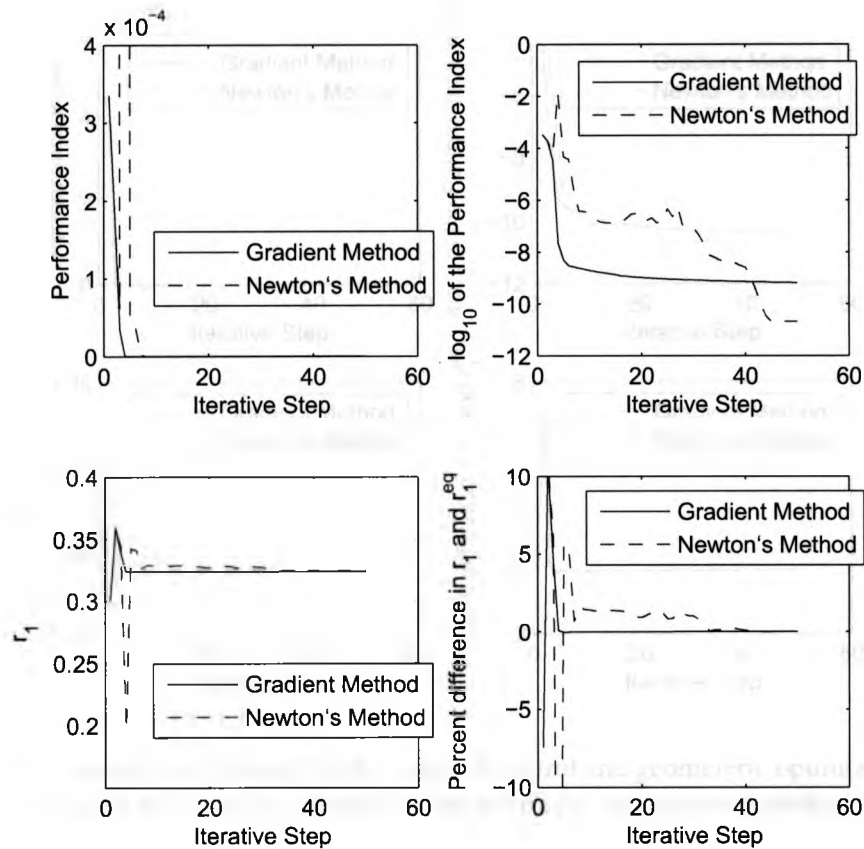 × 10⁻⁴
4
3
2
1
0
Performance Index
Gradient Method
Newton's Method
0
20
40
60
Iterative Step
0
−2
−4
−6
−8
−10
−12
log₁₀ of the Performance Index
Gradient Method
Newton's Method
0
20
40
60
Iterative Step
0.4
0.35
0.3
0.25
0.2
r₁
Gradient Method
Newton's Method
0
20
40
60
Iterative Step
10
5
0
−5
−10
Percent difference in r₁ and r₁^eq
Gradient Method
Newton's Method
0
20
40
60
Iterative Step